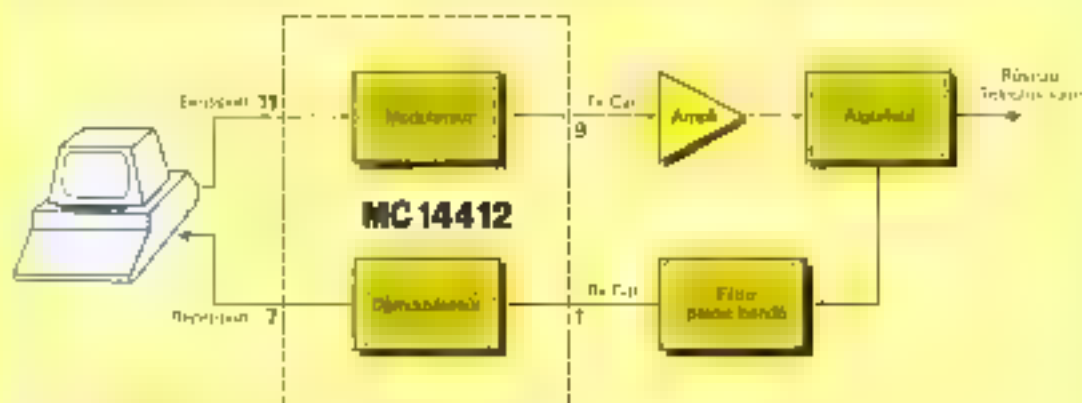 Emission 11
Modulateur
Tx Car
9
Ampli
Aiguilleur
Réseau
MC 14412
Réception 7
Démodulateur
Rx Car
1
Filtre
passe bande